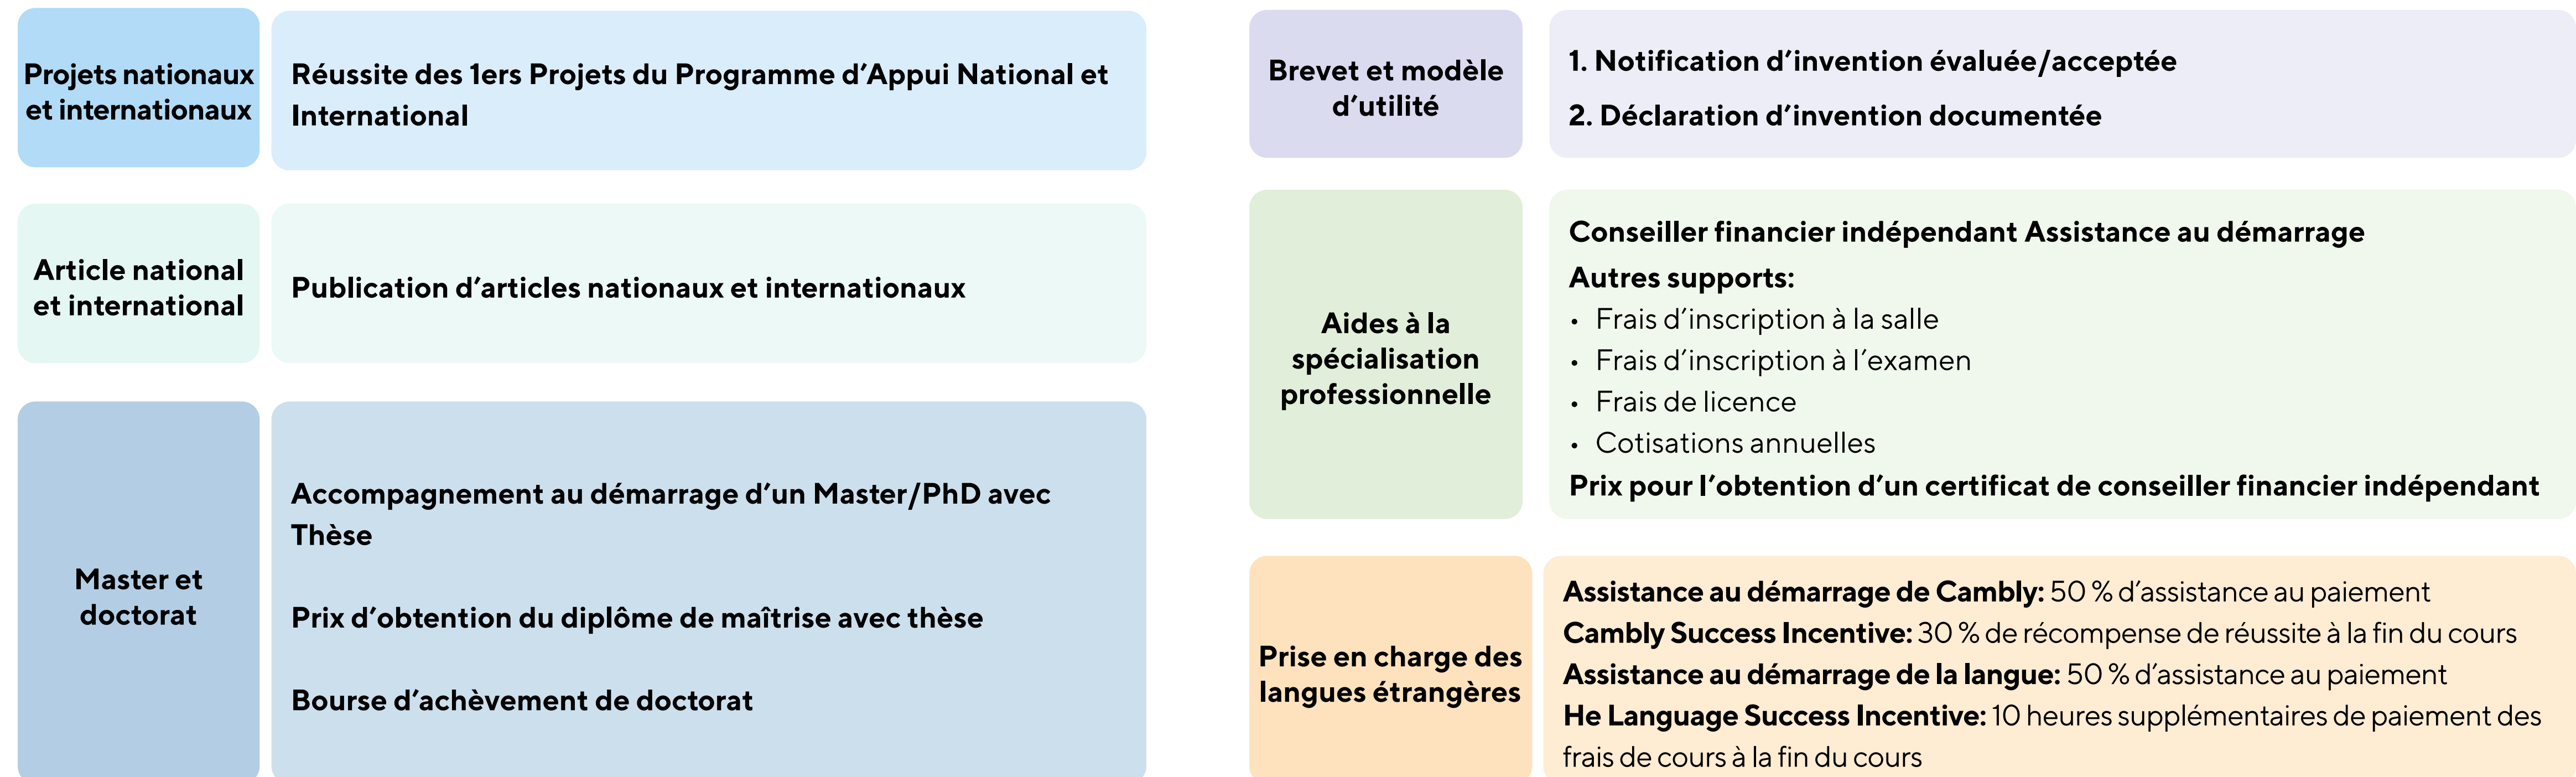 Projets nationaux
et internationaux
Réussite des 1ers Projets du Programme d'Appui National et
International
Article national
et international
Publication d'articles nationaux et internationaux
Master et
doctorat
Accompagnement au démarrage d'un Master/PhD avec
Thèse
Prix d'obtention du diplôme de maîtrise avec thèse
Bourse d'achèvement de doctorat
Brevet et modèle
d'utilité
1. Notification d'invention évaluée/acceptée
2. Déclaration d'invention documentée
Aides à la
spécialisation
professionnelle
Conseiller financier indépendant Assistance au démarrage
Autres supports:
• Frais d'inscription à la salle
• Frais d'inscription à l'examen
• Frais de licence
• Cotisations annuelles
Prix pour l'obtention d'un certificat de conseiller financier indépendant
Prise en charge des
langues étrangères
Assistance au démarrage de Cambly: 50 % d'assistance au paiement
Cambly Success Incentive: 30 % de récompense de réussite à la fin du cours
Assistance au démarrage de la langue: 50 % d'assistance au paiement
He Language Success Incentive: 10 heures supplémentaires de paiement des
frais de cours à la fin du cours